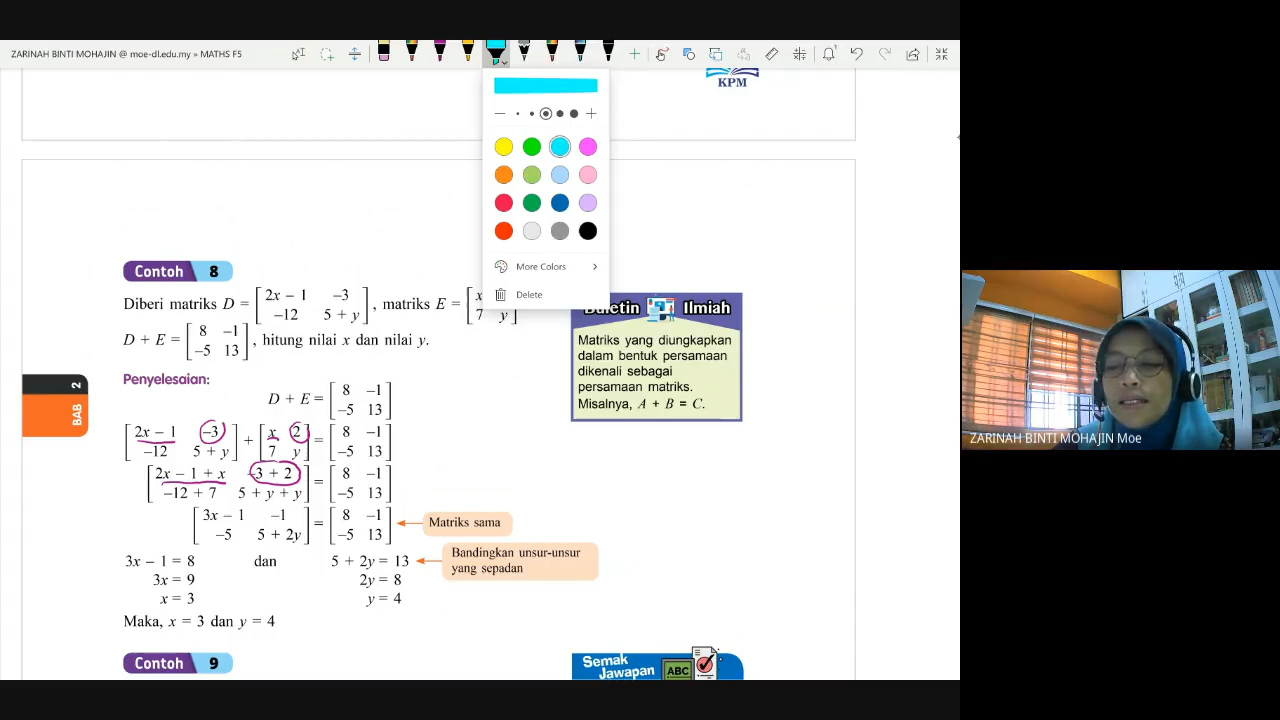 ZARINAH BINTI MOHAJIN @ moe-dl.edu.my » MATHS F5
KPM
More Colors
Delete
Contoh 8
Diberi matriks D = [2x − 1 −3; −12 5 + y], matriks E = [x; 7 y]
D + E = [8 −1; −5 13], hitung nilai x dan nilai y.
Penyelesaian:
D + E = [8 −1; −5 13]
[2x − 1 −3; −12 5 + y] + [x 2; 7 y] = [8 −1; −5 13]
[2x − 1 + x −3 + 2; −12 + 7 5 + y + y] = [8 −1; −5 13]
[3x − 1 −1; −5 5 + 2y] = [8 −1; −5 13]
Matriks sama
3x − 1 = 8 dan 5 + 2y = 13
Bandingkan unsur-unsur
yang sepadan
3x = 9 2y = 8
x = 3 y = 4
Maka, x = 3 dan y = 4
Contoh 9
2
BAB
Buletin Ilmiah
Matriks yang diungkapkan
dalam bentuk persamaan
dikenali sebagai
persamaan matriks.
Misalnya, A + B = C.
Semak
Jawapan
ABC
ZARINAH BINTI MOHAJIN Moe